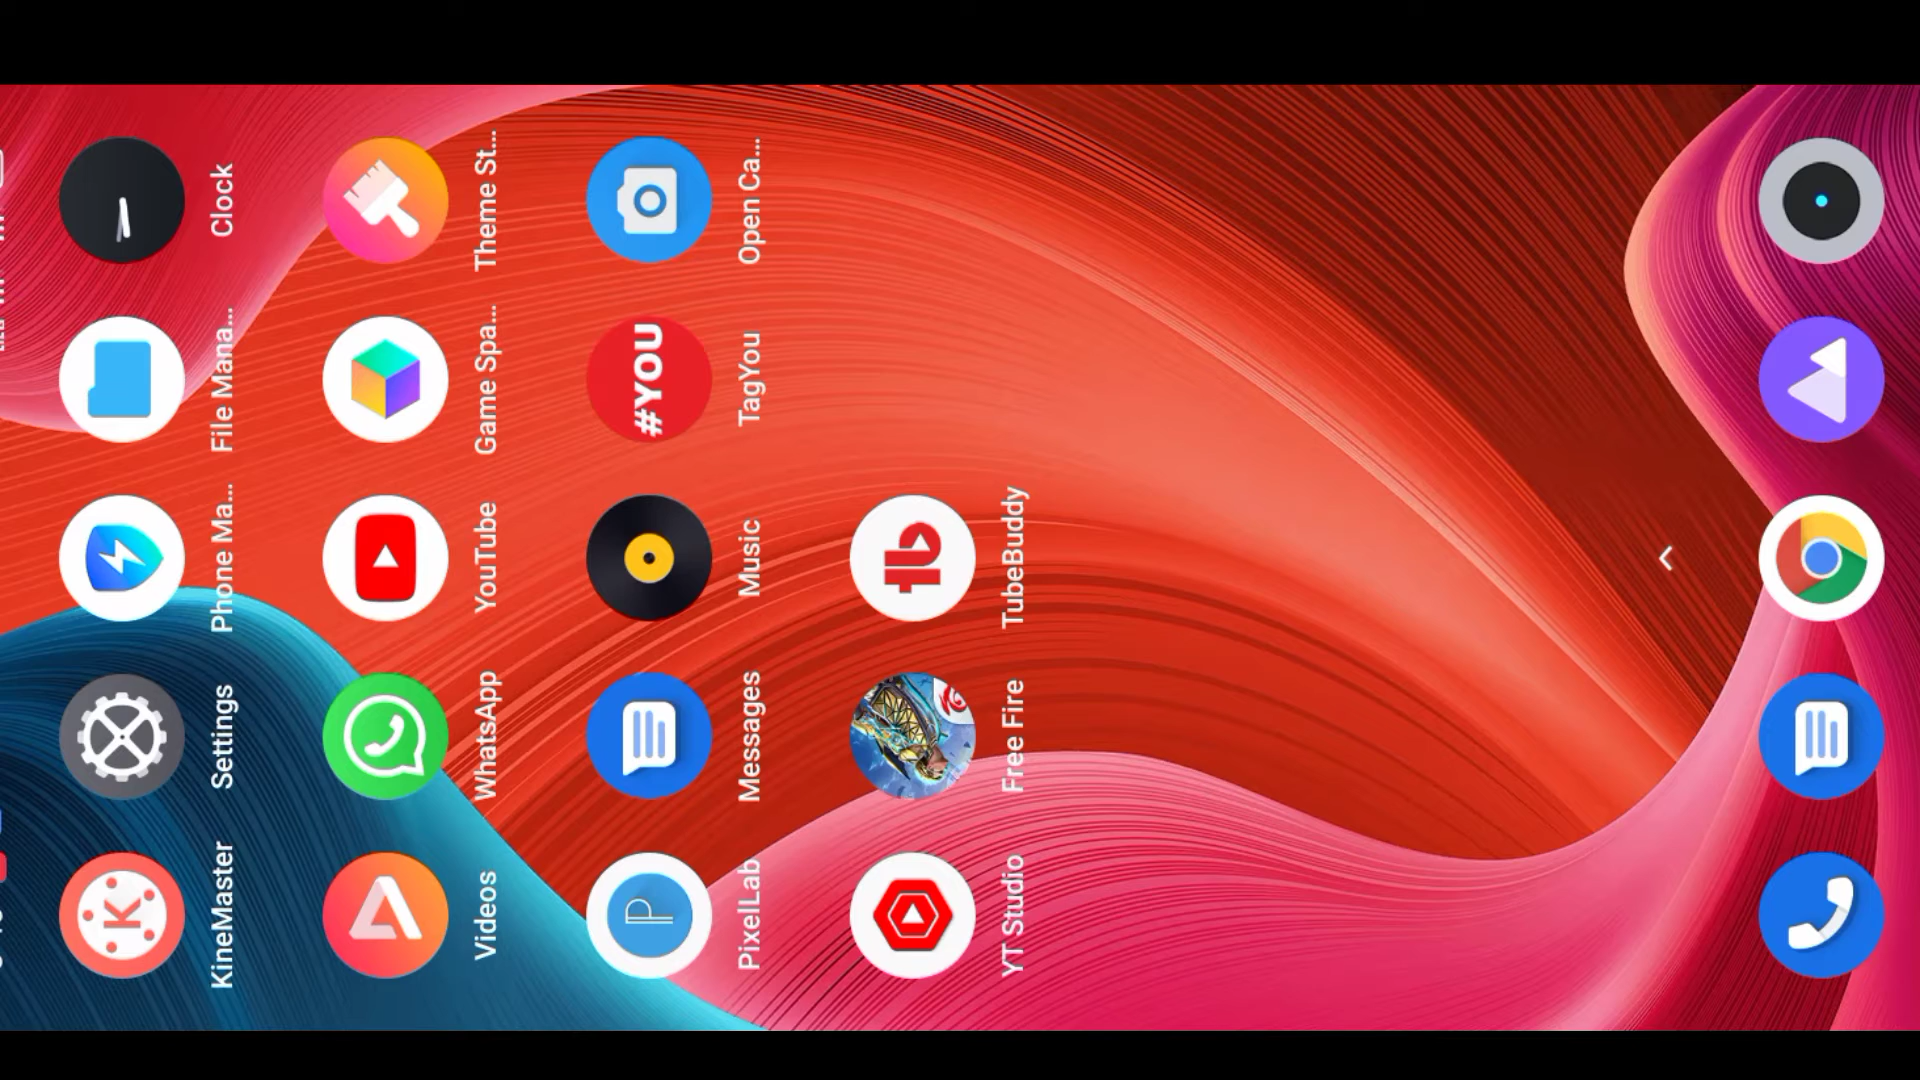 KineMaster
Settings
Phone Ma...
File Mana...
Clock
Videos
WhatsApp
YouTube
Game Spa...
Theme St...
PixelLab
Messages
Music
#YOU
TagYou
Open Ca...
YT Studio
Free Fire
TubeBuddy